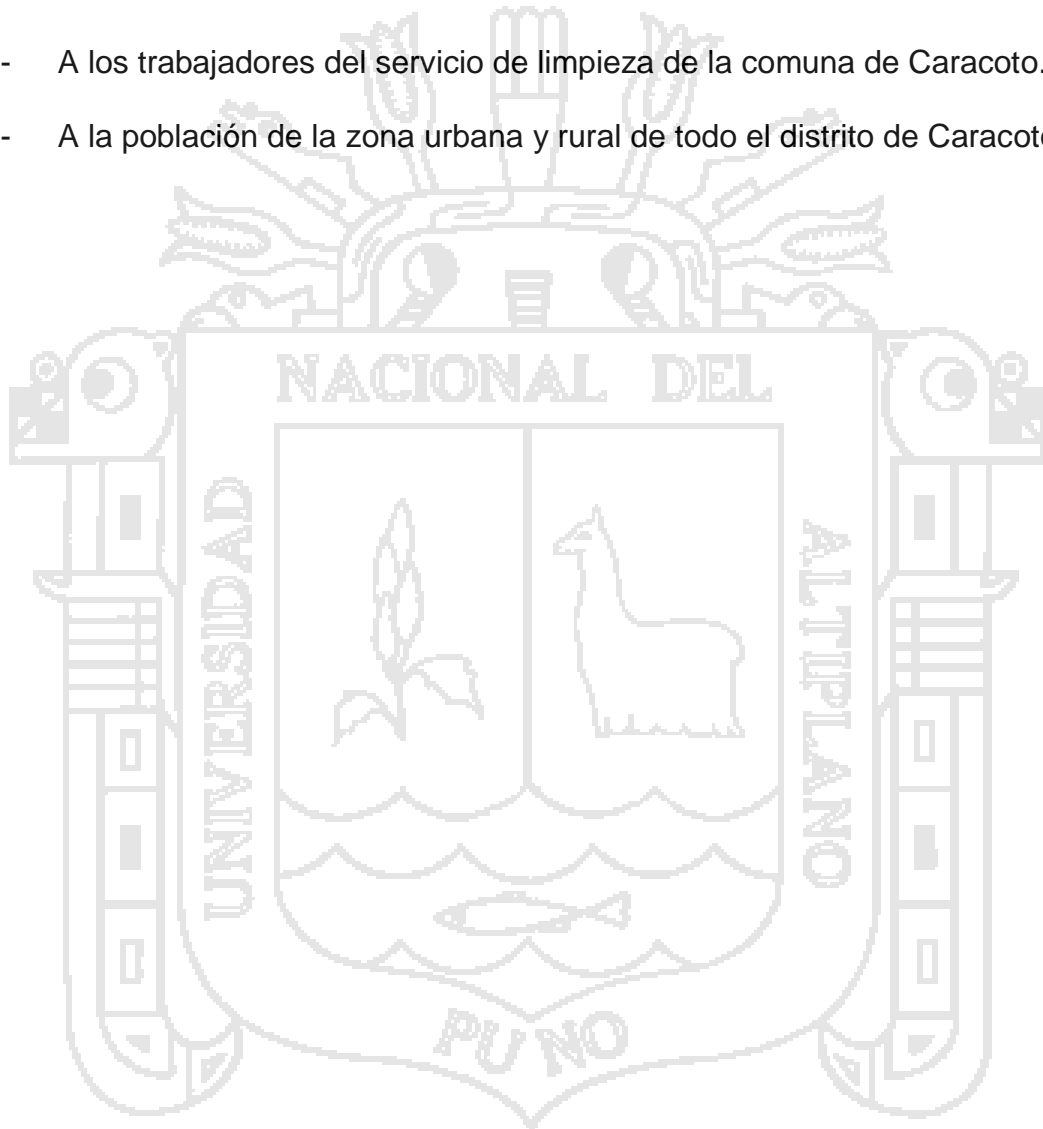 - A los trabajadores del servicio de limpieza de la comuna de Caracoto.
- A la población de la zona urbana y rural de todo el distrito de Caracoto
NACIONAL DEL
UNIVERSIDAD
ALTIPLANO
PUNO